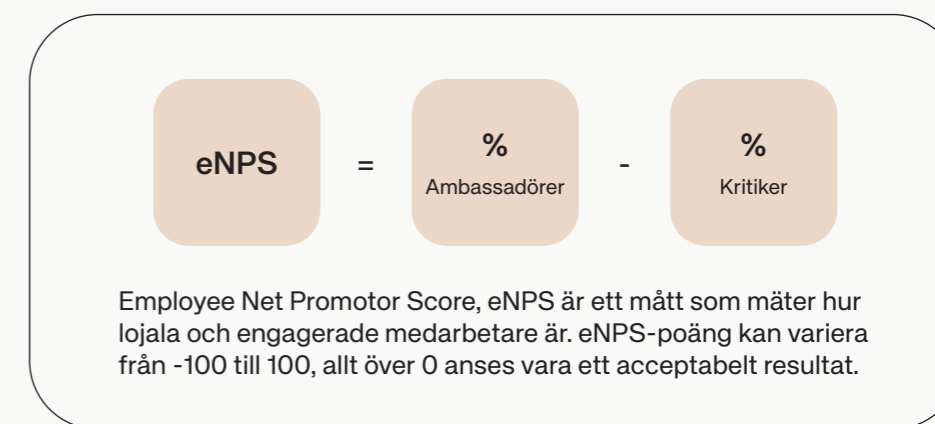 eNPS = % - %
Ambassadörer Kritiker
Employee Net Promotor Score, eNPS är ett mått som mäter hur
lojala och engagerade medarbetare är. eNPS-poäng kan variera
från -100 till 100, allt över 0 anses vara ett acceptabelt resultat.